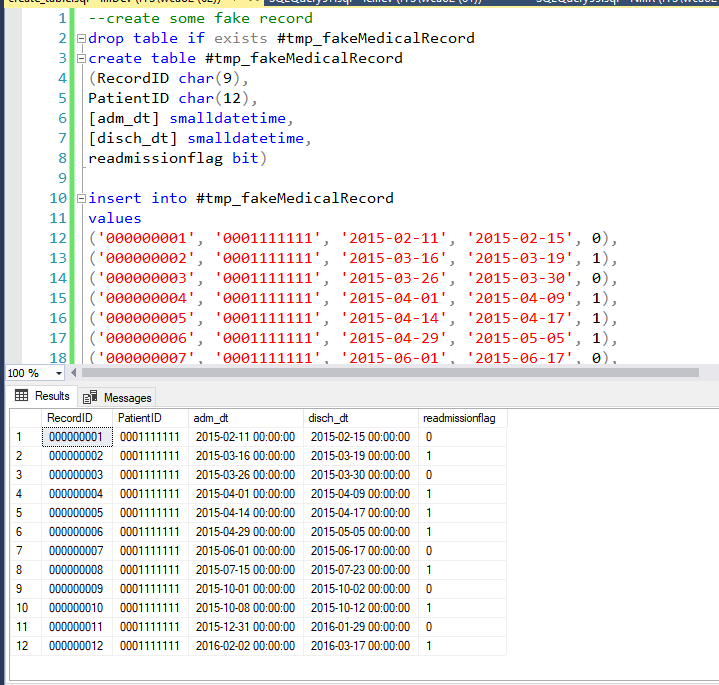 1 --create some fake record
2 drop table if exists #tmp_fakeMedicalRecord
3 create table #tmp_fakeMedicalRecord
4 (RecordID char(9),
5 PatientID char(12),
6 [adm_dt] smalldatetime,
7 [disch_dt] smalldatetime,
8 readmissionflag bit)
9
10 insert into #tmp_fakeMedicalRecord
11 values
12 ('000000001', '0001111111', '2015-02-11', '2015-02-15', 0),
13 ('000000002', '0001111111', '2015-03-16', '2015-03-19', 1),
14 ('000000003', '0001111111', '2015-03-26', '2015-03-30', 0),
15 ('000000004', '0001111111', '2015-04-01', '2015-04-09', 1),
16 ('000000005', '0001111111', '2015-04-14', '2015-04-17', 1),
17 ('000000006', '0001111111', '2015-04-29', '2015-05-05', 1),
18 ('000000007', '0001111111', '2015-06-01', '2015-06-17', 0),
100 %
Results Messages
RecordID PatientID adm_dt disch_dt readmissionflag
1 000000001 0001111111 2015-02-11 00:00:00 2015-02-15 00:00:00 0
2 000000002 0001111111 2015-03-16 00:00:00 2015-03-19 00:00:00 1
3 000000003 0001111111 2015-03-26 00:00:00 2015-03-30 00:00:00 0
4 000000004 0001111111 2015-04-01 00:00:00 2015-04-09 00:00:00 1
5 000000005 0001111111 2015-04-14 00:00:00 2015-04-17 00:00:00 1
6 000000006 0001111111 2015-04-29 00:00:00 2015-05-05 00:00:00 1
7 000000007 0001111111 2015-06-01 00:00:00 2015-06-17 00:00:00 0
8 000000008 0001111111 2015-07-15 00:00:00 2015-07-23 00:00:00 1
9 000000009 0001111111 2015-10-01 00:00:00 2015-10-02 00:00:00 0
10 000000010 0001111111 2015-10-08 00:00:00 2015-10-12 00:00:00 1
11 000000011 0001111111 2015-12-31 00:00:00 2016-01-29 00:00:00 0
12 000000012 0001111111 2016-02-02 00:00:00 2016-03-17 00:00:00 1